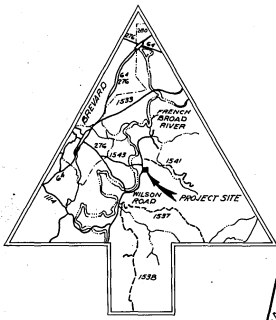 280
276
64
64
276
1533
BREVARD
FRENCH
BROAD
RIVER
276
1543
1541
64
WILSON
ROAD
PROJECT SITE
1537
1538